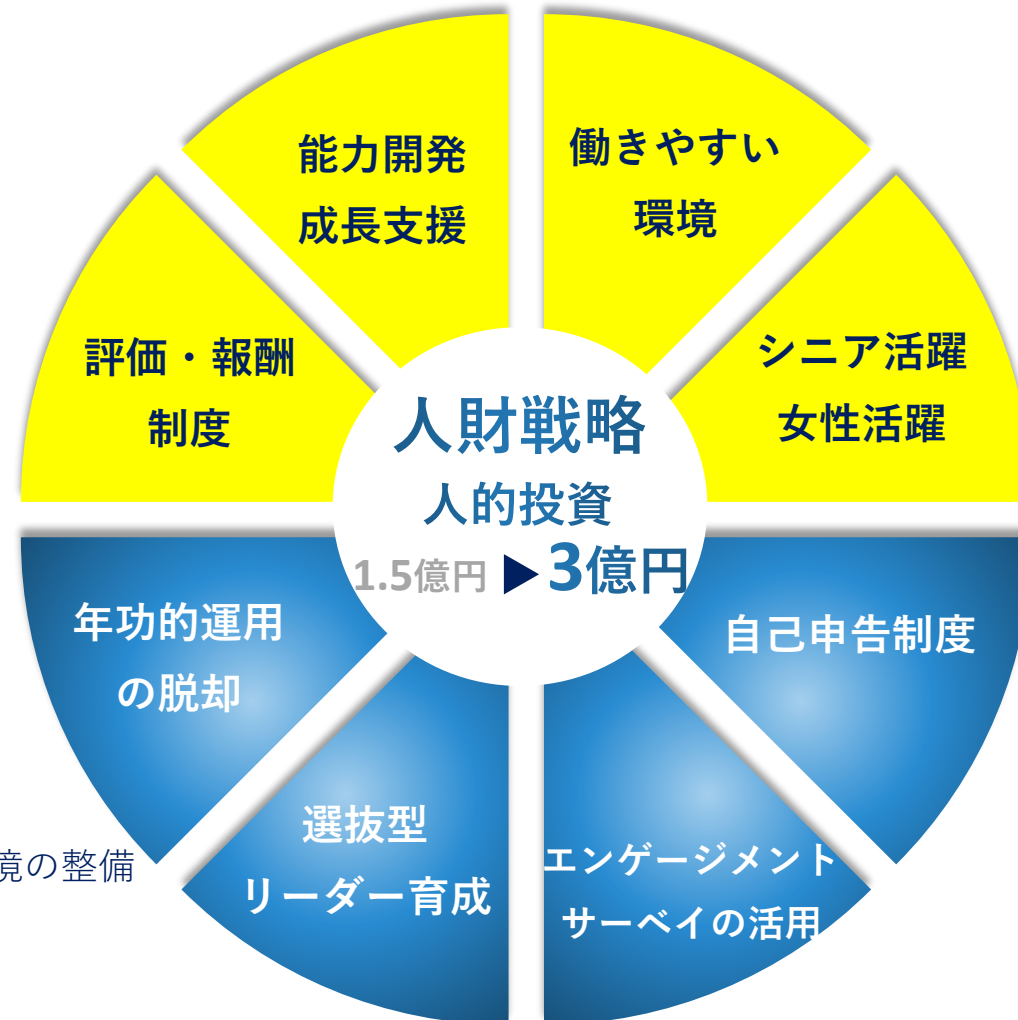 能力開発
成長支援
働きやすい
環境
評価・報酬
制度
シニア活躍
女性活躍
人財戦略
人的投資
1.5億円 ▶ 3億円
年功的運用
の脱却
自己申告制度
選抜型
リーダー育成
エンゲージメント
サーベイの活用
境の整備